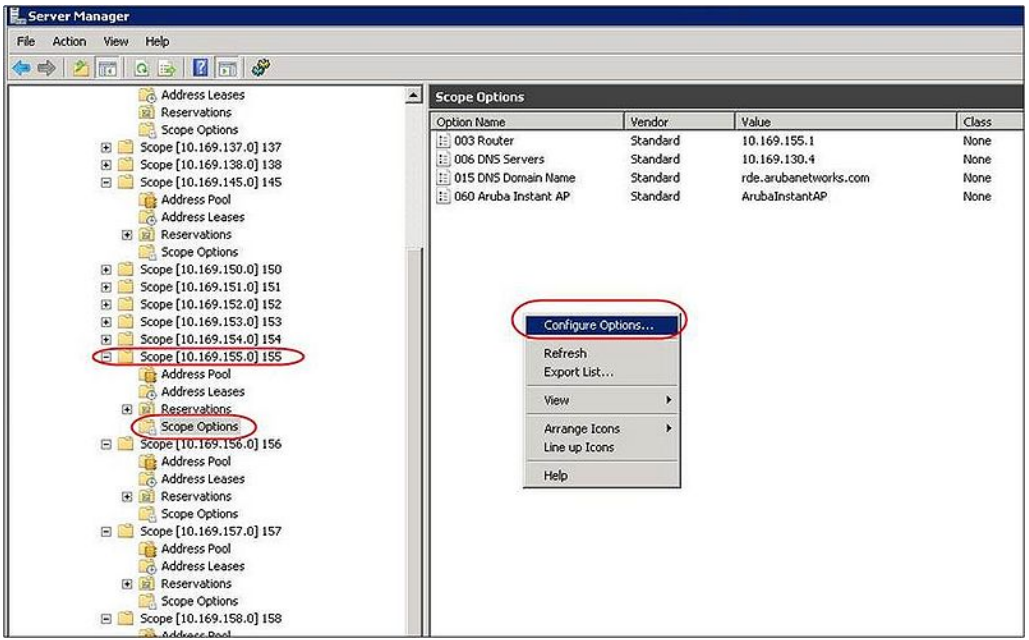 Server Manager
File Action View Help
Address Leases
Reservations
Scope Options
Scope [10.169.137.0] 137
Scope [10.169.138.0] 138
Scope [10.169.145.0] 145
Address Pool
Address Leases
Reservations
Scope Options
Scope [10.169.150.0] 150
Scope [10.169.151.0] 151
Scope [10.169.152.0] 152
Scope [10.169.153.0] 153
Scope [10.169.154.0] 154
Scope [10.169.155.0] 155
Address Pool
Address Leases
Reservations
Scope Options
Scope [10.169.156.0] 156
Address Pool
Address Leases
Reservations
Scope Options
Scope [10.169.157.0] 157
Address Pool
Address Leases
Reservations
Scope Options
Scope [10.169.158.0] 158
Address Pool
Scope Options
Option Name Vendor Value Class
003 Router Standard 10.169.155.1 None
006 DNS Servers Standard 10.169.130.4 None
015 DNS Domain Name Standard rde.arubanetworks.com None
060 Aruba Instant AP Standard ArubaInstantAP None
Configure Options...
Refresh
Export List...
View
Arrange Icons
Line up Icons
Help